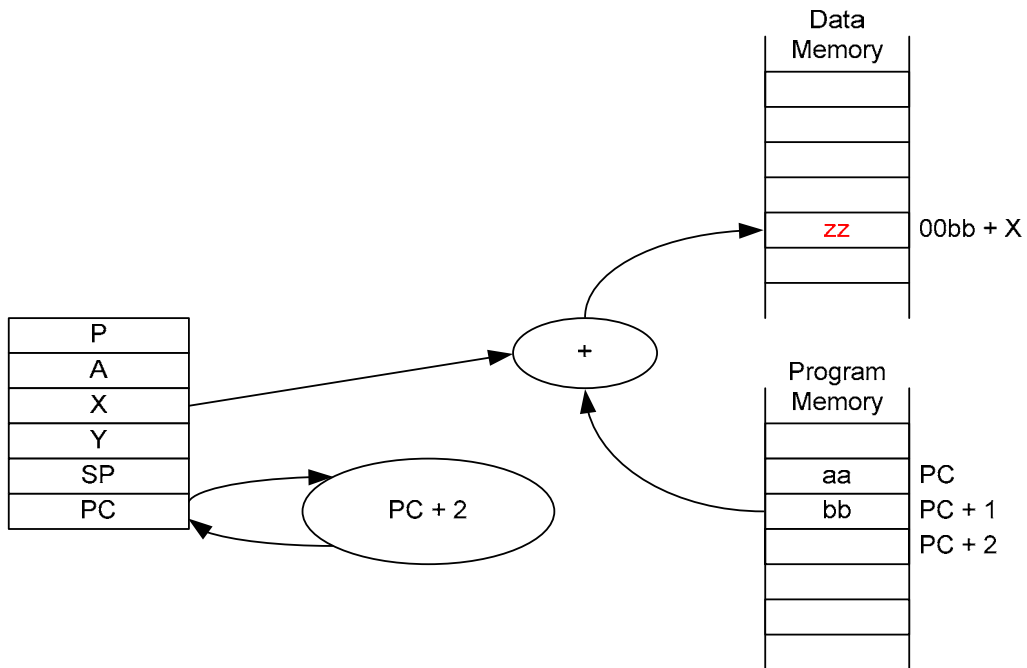 Data
Memory
zz
00bb + X
P
A
X
Y
SP
PC
+
PC + 2
Program
Memory
aa
PC
bb
PC + 1
PC + 2